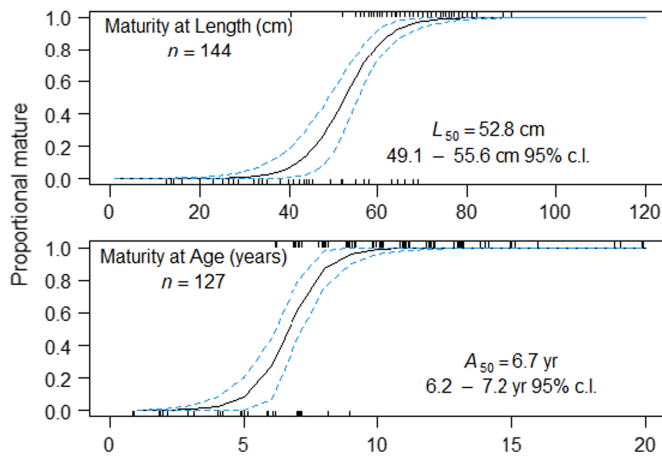 Proportional mature
1.0
0.8
0.6
0.4
0.2
0.0
Maturity at Length (cm)
n = 144
L50 = 52.8 cm
49.1 – 55.6 cm 95% c.l.
0 20 40 60 80 100 120
1.0
0.8
0.6
0.4
0.2
0.0
Maturity at Age (years)
n = 127
A50 = 6.7 yr
6.2 – 7.2 yr 95% c.l.
0 5 10 15 20